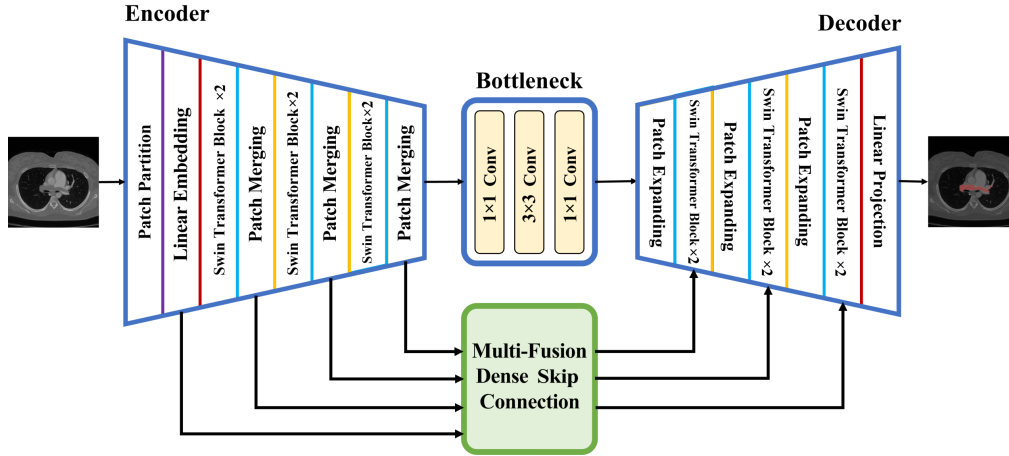 Encoder
Patch Partition
Linear Embedding
Swin Transformer Block ×2
Patch Merging
Swin Transformer Block×2
Patch Merging
Swin Transformer Block×2
Patch Merging
Bottleneck
1×1 Conv
3×3 Conv
1×1 Conv
Decoder
Patch Expanding
Swin Transformer Block ×2
Patch Expanding
Swin Transformer Block ×2
Patch Expanding
Swin Transformer Block ×2
Linear Projection
Multi-Fusion
Dense Skip
Connection